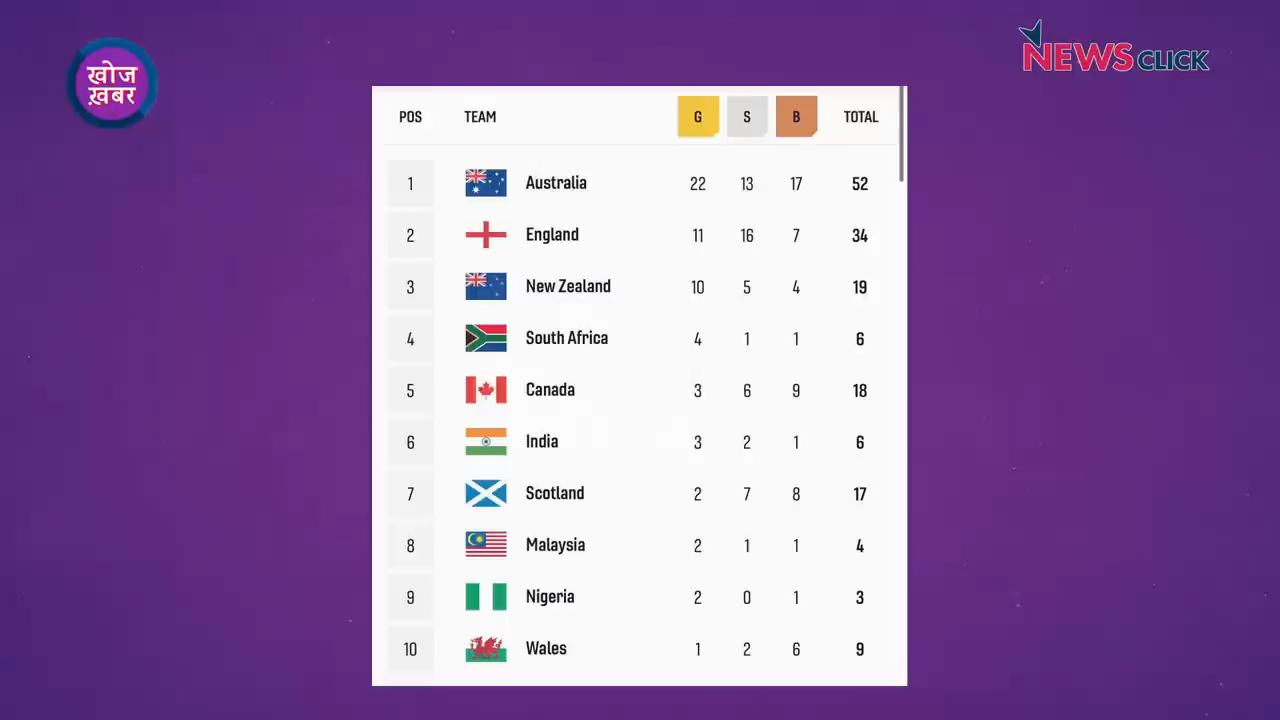 खोज
ख़बर
NEWSCLICK
POS TEAM G S B TOTAL
1 Australia 22 13 17 52
2 England 11 16 7 34
3 New Zealand 10 5 4 19
4 South Africa 4 1 1 6
5 Canada 3 6 9 18
6 India 3 2 1 6
7 Scotland 2 7 8 17
8 Malaysia 2 1 1 4
9 Nigeria 2 0 1 3
10 Wales 1 2 6 9